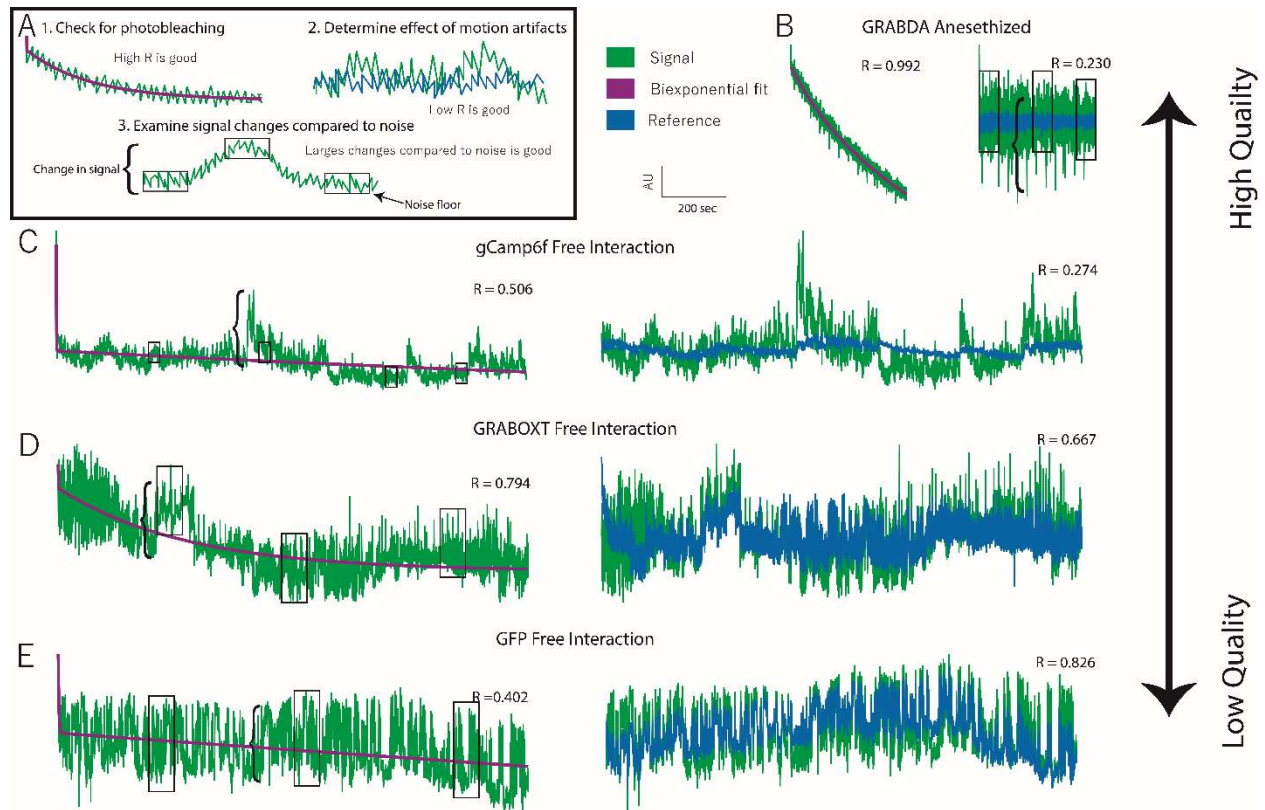 A
1. Check for photobleaching
High R is good
2. Determine effect of motion artifacts
Low R is good
3. Examine signal changes compared to noise
Larges changes compared to noise is good
Change in signal
Noise floor
Signal
Biexponential fit
Reference
AU
200 sec
B
GRABDA Anesethized
R = 0.992
R = 0.230
High Quailty
C
gCamp6f Free Interaction
R = 0.506
R = 0.274
D
GRABOXT Free Interaction
R = 0.794
R = 0.667
E
GFP Free Interaction
R =0.402
R = 0.826
Low Quality